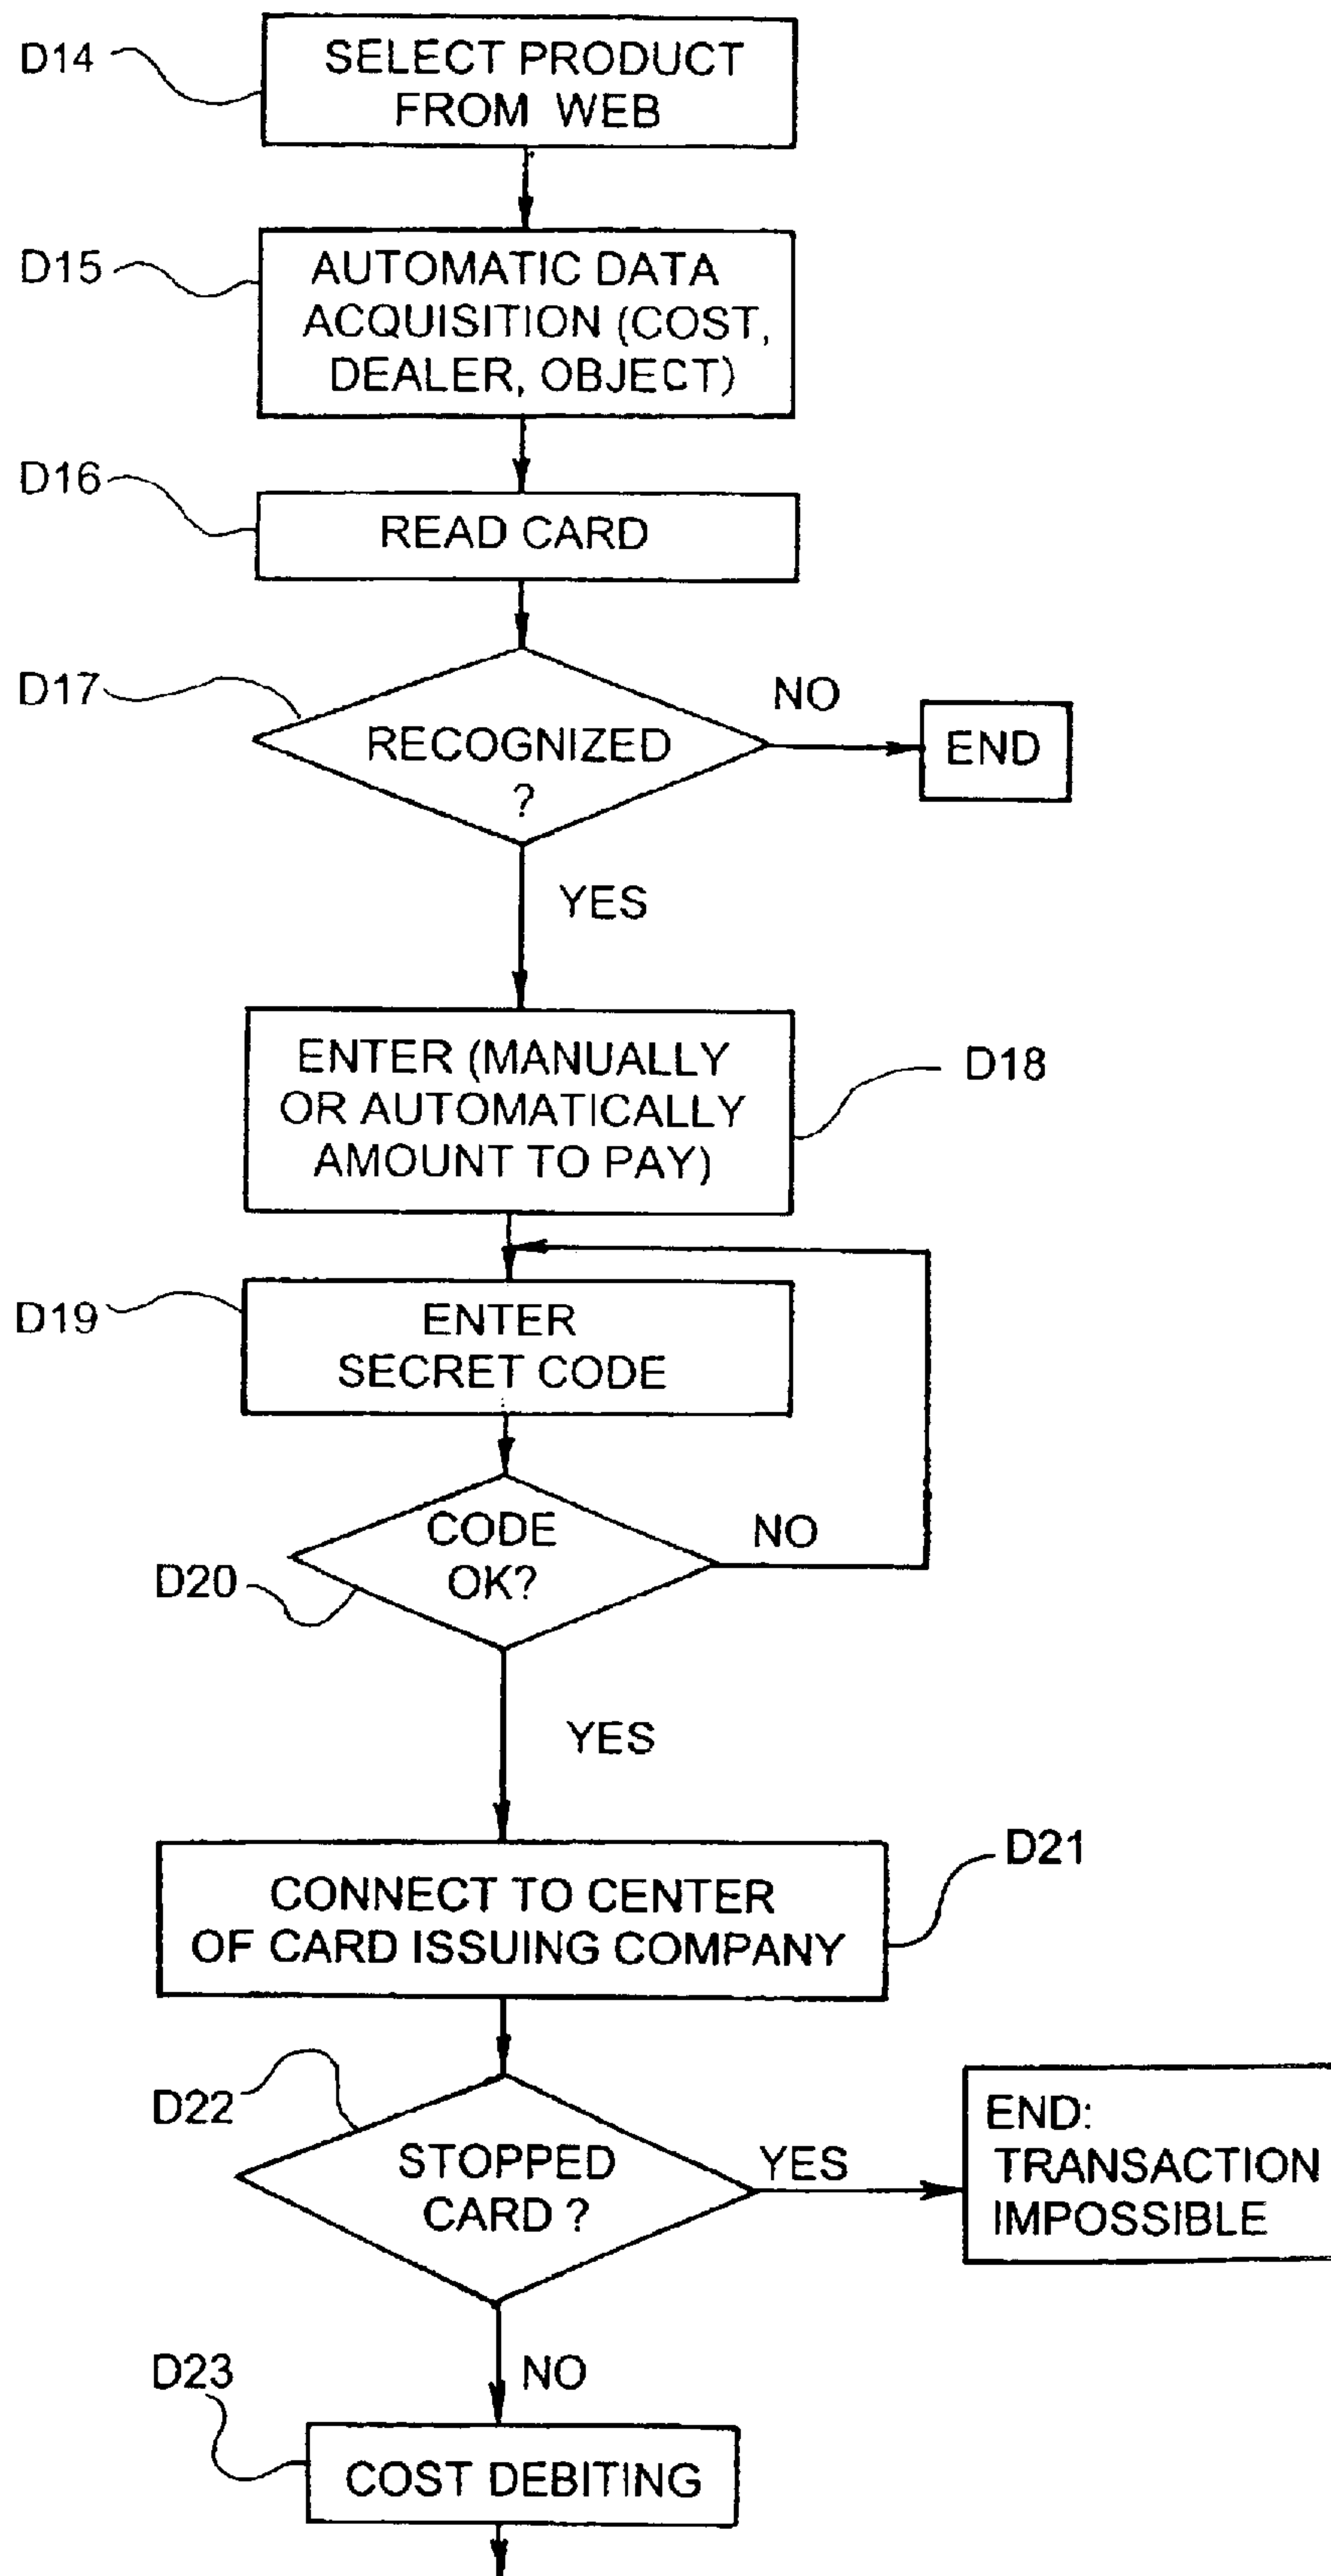 D14
SELECT PRODUCT
FROM WEB
D15
AUTOMATIC DATA
ACQUISITION (COST,
DEALER, OBJECT)
D16
READ CARD
D17
RECOGNIZED
?
NO
END
YES
ENTER (MANUALLY
OR AUTOMATICALLY
AMOUNT TO PAY)
D18
D19
ENTER
SECRET CODE
CODE
OK?
NO
D20
YES
CONNECT TO CENTER
OF CARD ISSUING COMPANY
D21
D22
STOPPED
CARD ?
YES
END:
TRANSACTION
IMPOSSIBLE
NO
D23
COST DEBITING